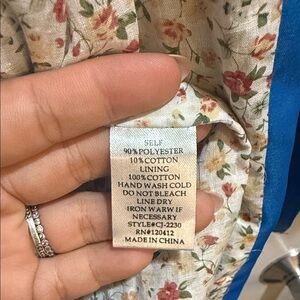 SELF
90% POLYESTER
10% COTTON
LINING
100% COTTON
HAND WASH COLD
DO NOT BLEACH
LINE DRY
IRON WARM IF
NECESSARY
STYLE#CJ-2230
RN#120412
MADE IN CHINA